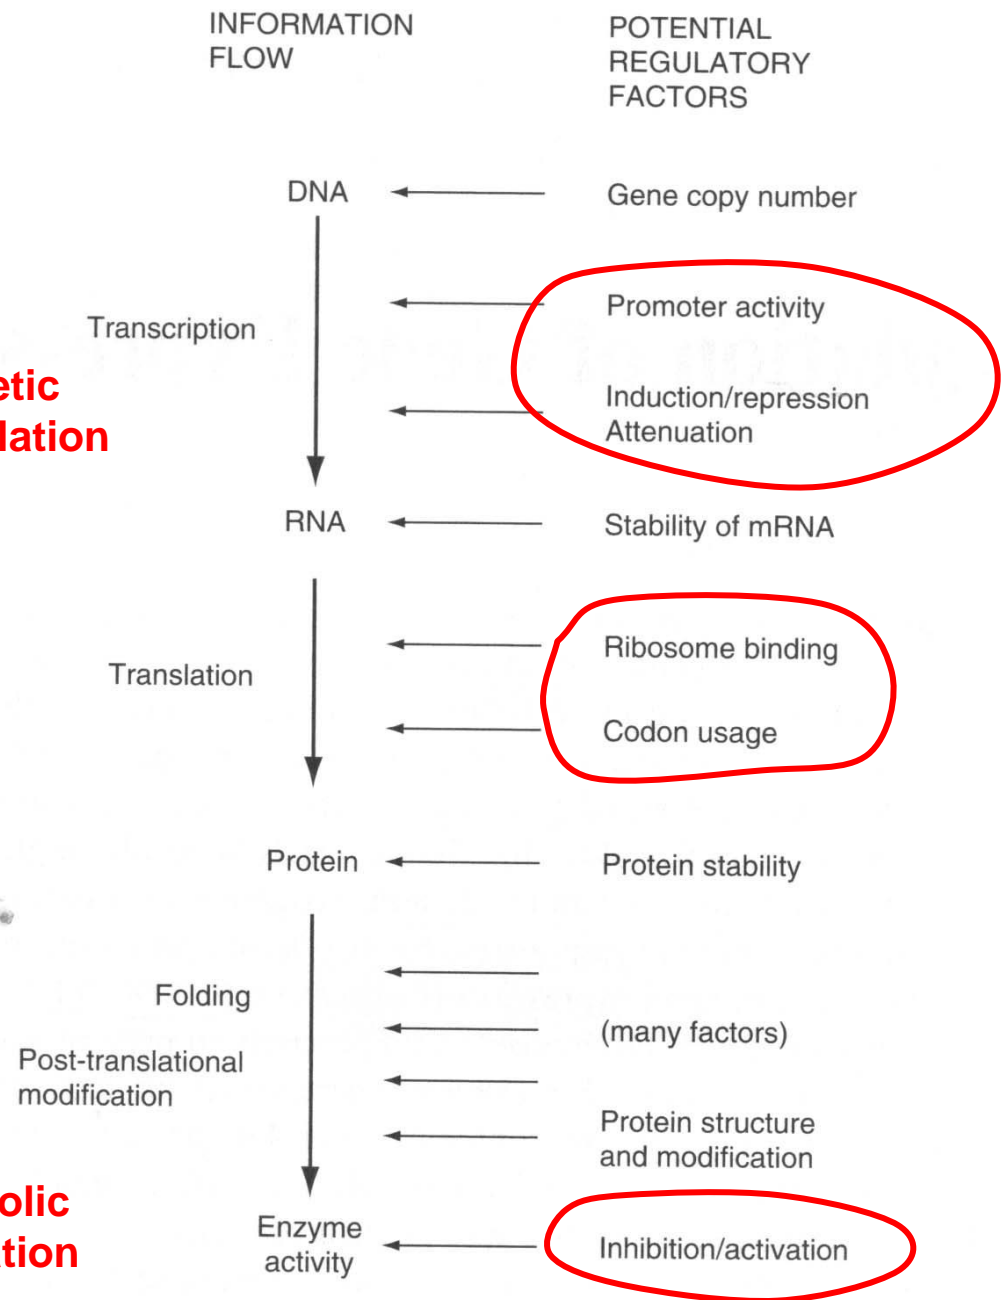 INFORMATION
FLOW
POTENTIAL
REGULATORY
FACTORS
DNA
Gene copy number
Promoter activity
Transcription
etic
lation
Induction/repression
Attenuation
RNA
Stability of mRNA
Ribosome binding
Translation
Codon usage
Protein
Protein stability
Folding
(many factors)
Post-translational
modification
Protein structure
and modification
olic
ation
Enzyme
activity
Inhibition/activation